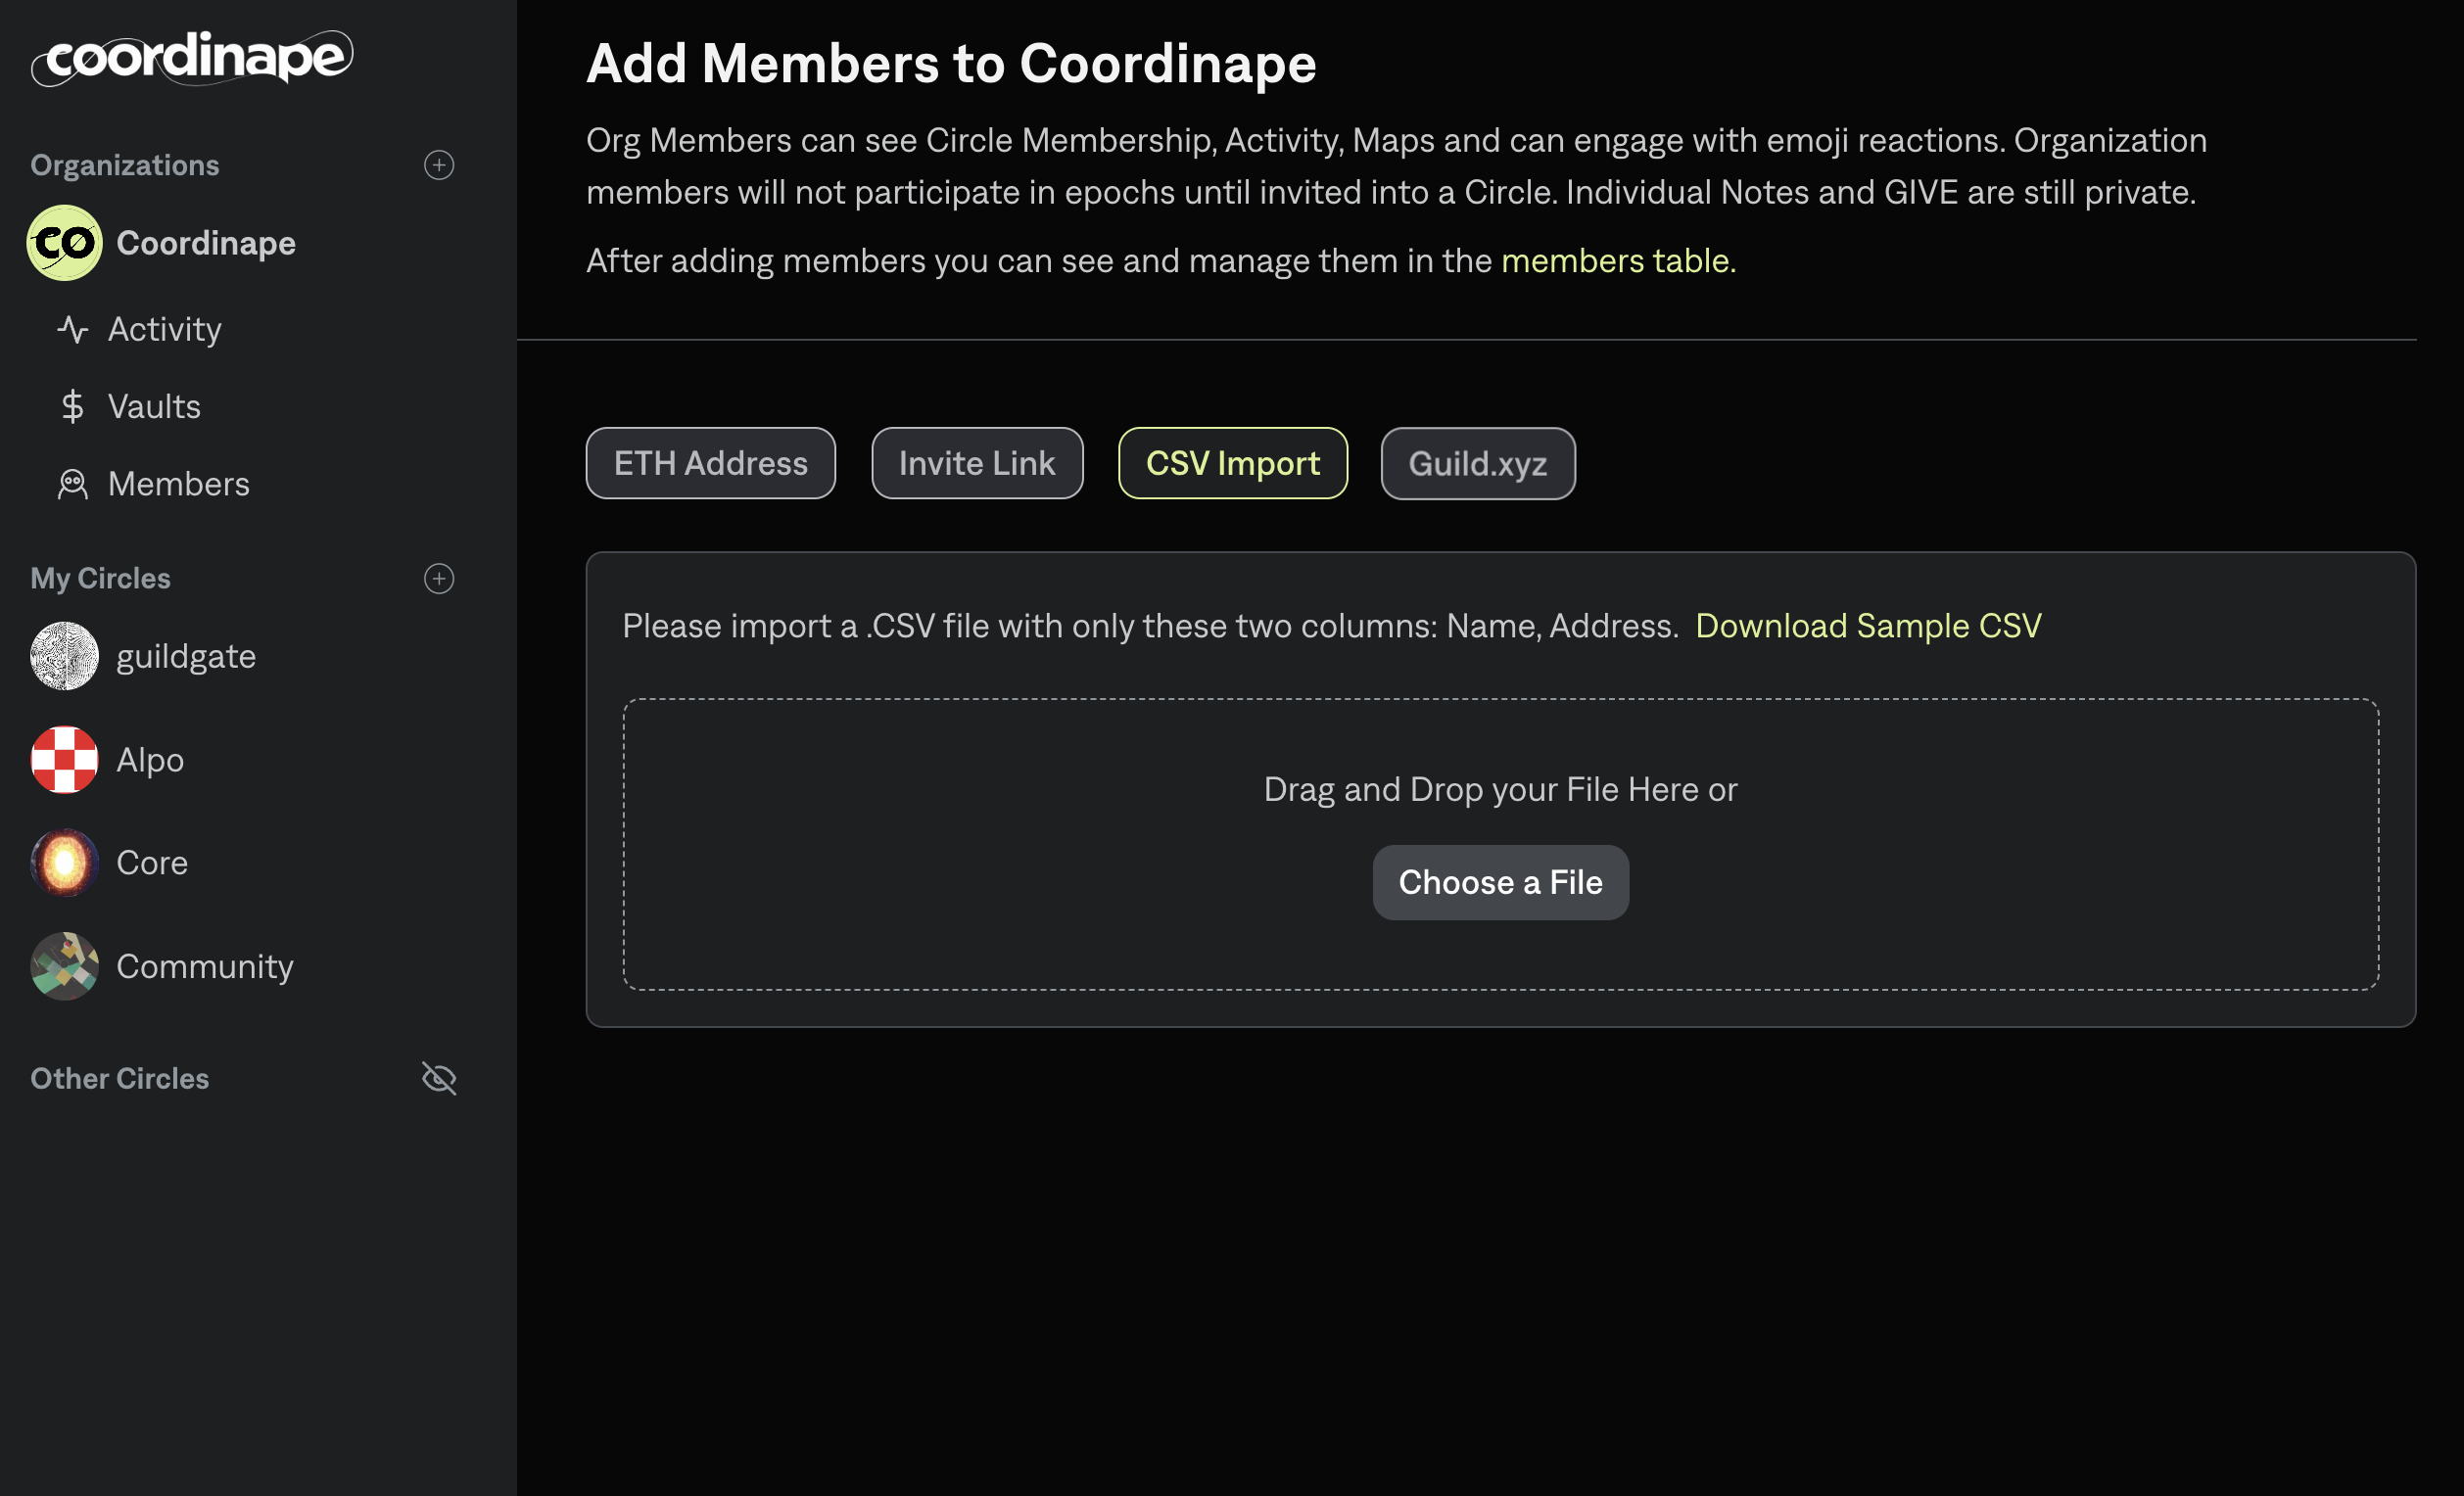 coordinape
Organizations
CO
Coordinape
Activity
Vaults
Members
My Circles
guildgate
Alpo
Core
Community
Other Circles
Add Members to Coordinape
Org Members can see Circle Membership, Activity, Maps and can engage with emoji reactions. Organization
members will not participate in epochs until invited into a Circle. Individual Notes and GIVE are still private.
After adding members you can see and manage them in the members table.
ETH Address
Invite Link
CSV Import
Guild.xyz
Please import a .CSV file with only these two columns: Name, Address. Download Sample CSV
Drag and Drop your File Here or
Choose a File